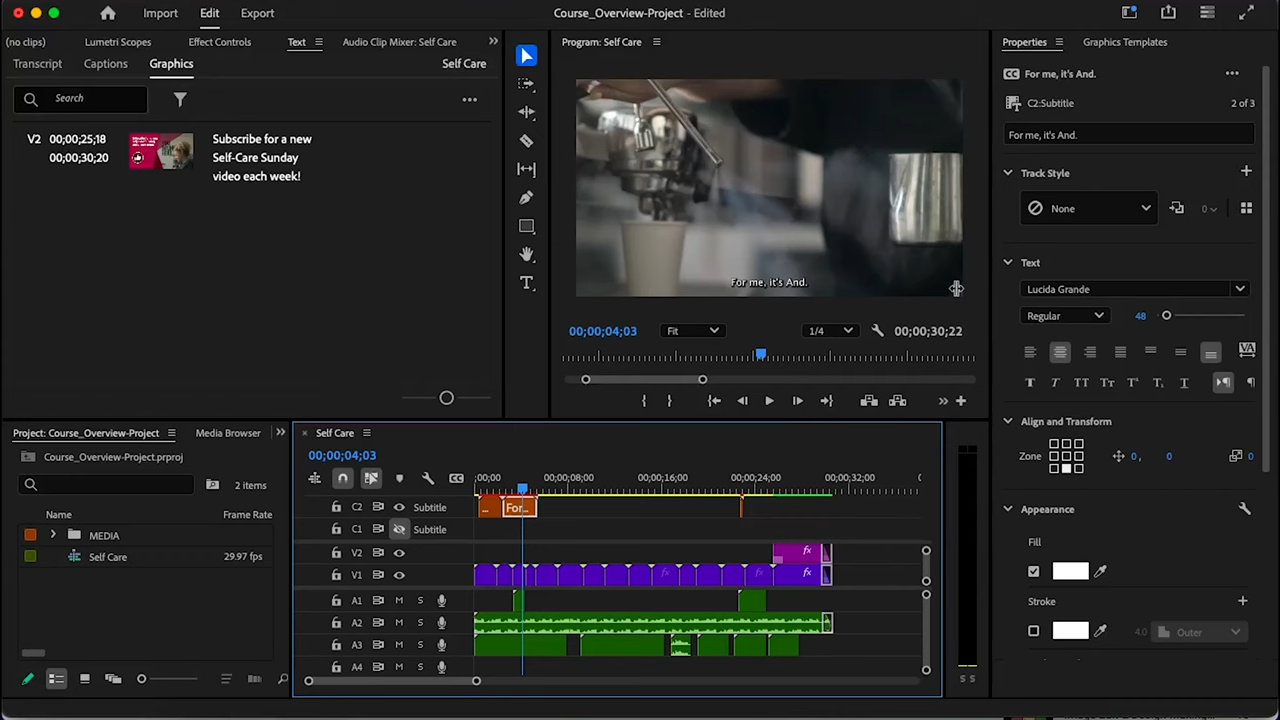 Import
Edit
Export
Course_Overview-Project - Edited
(no clips)
Lumetri Scopes
Effect Controls
Text
Audio Clip Mixer: Self Care
Transcript
Captions
Graphics
Self Care
Search
V2
00;00;25;18
00;00;30;20
Subscribe for a new
Self-Care Sunday
video each week!
Program: Self Care
For me, it's And.
00;00;04;03
Fit
1/4
00;00;30;22
Properties
Graphics Templates
For me, it's And.
C2:Subtitle
2 of 3
For me, it's And.
Track Style
None
0
Text
Lucida Grande
Regular
48
Align and Transform
Zone
0 ,
0
0
Appearance
Fill
Stroke
4.0
Outer
Project: Course_Overview-Project
Media Browser
Course_Overview-Project.prproj
2 items
Name
Frame Rate
MEDIA
Self Care
29.97 fps
Self Care
00;00;04;03
;00;00
00;00;08;00
00;00;16;00
00;00;24;00
00;00;32;00
C2
Subtitle
...
For...
C1
Subtitle
V2
fx
V1
fx
fx
fx
A1
M
S
A2
M
S
A3
M
S
A4
M
S
S S